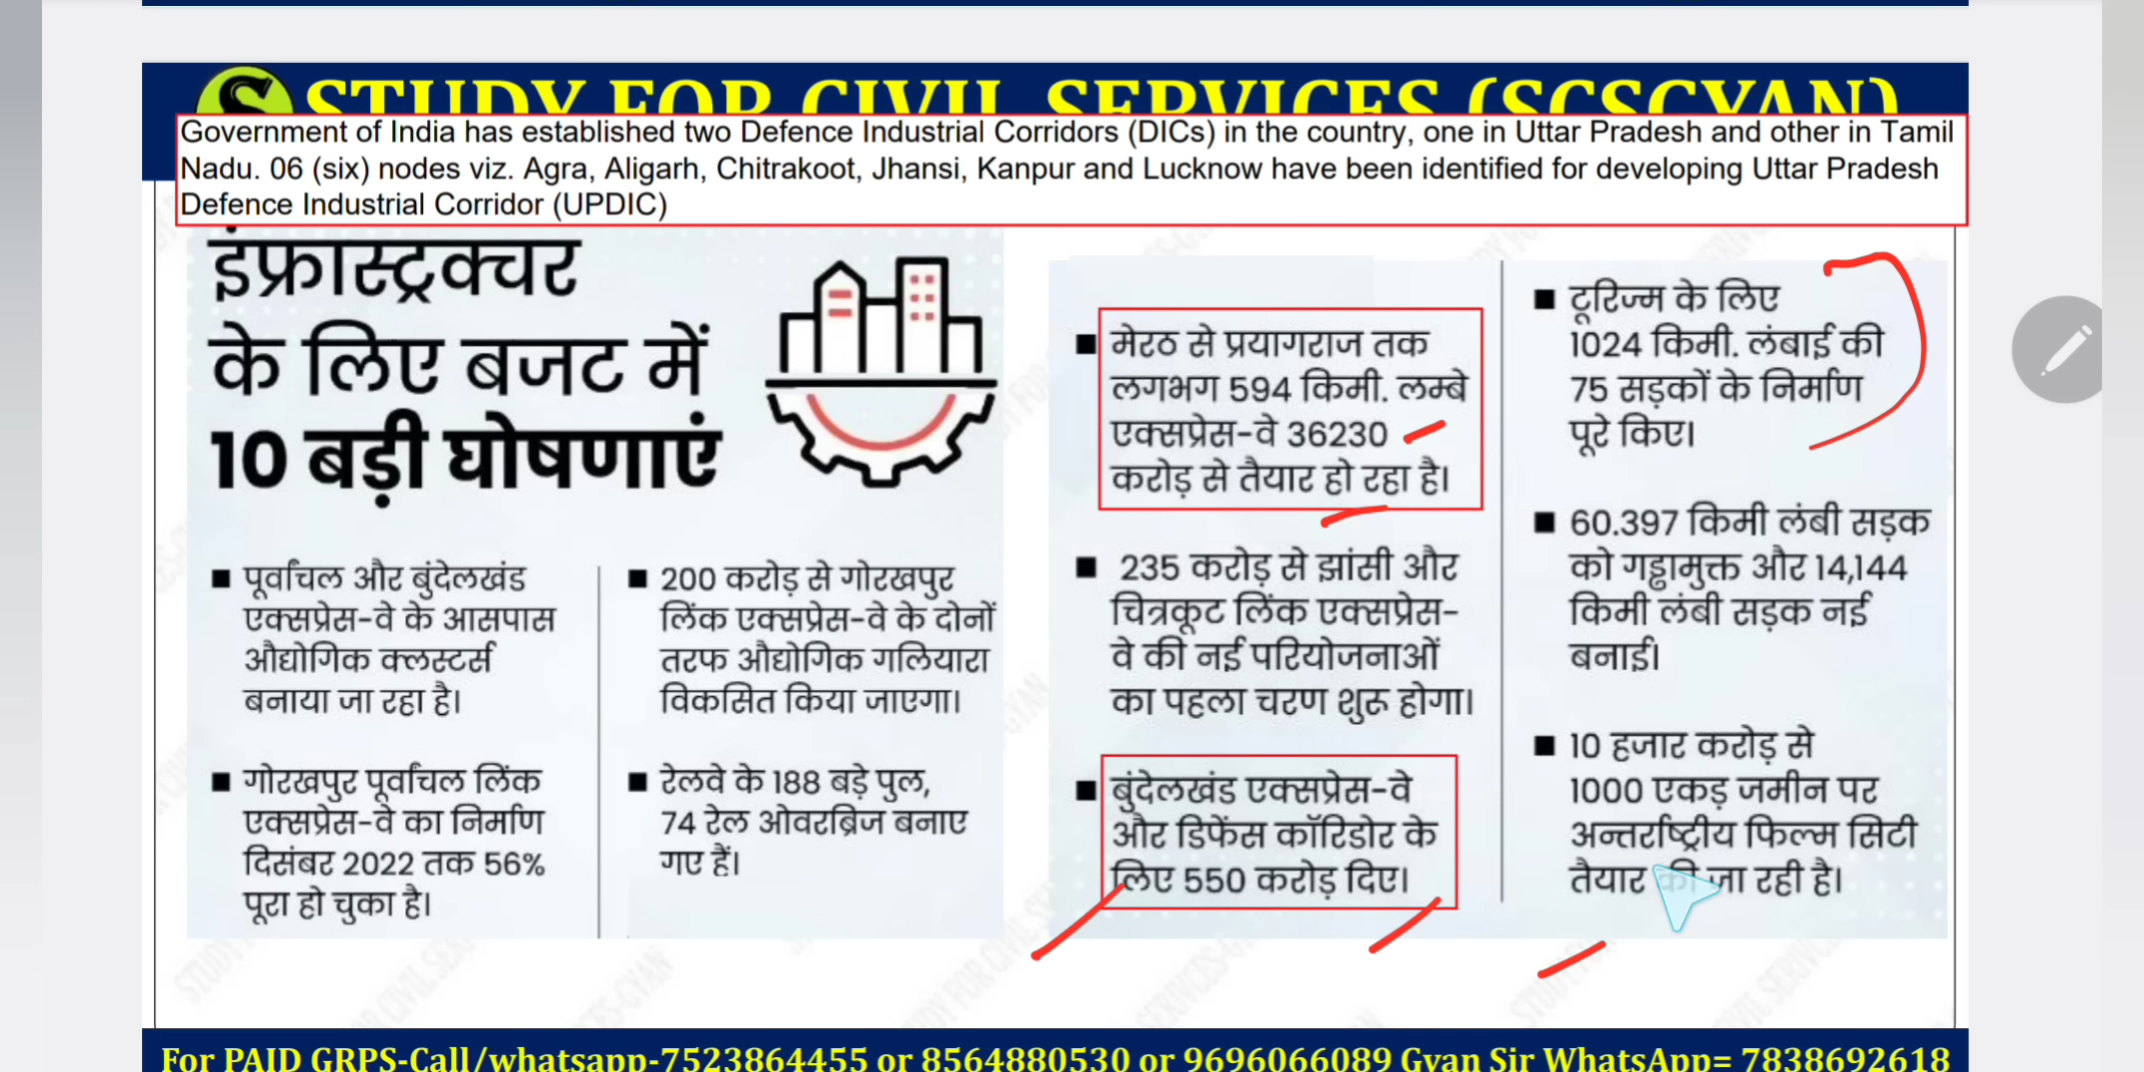 STUDY FOR CIVIL SERVICES (SCSGYAN)
Government of India has established two Defence Industrial Corridors (DICs) in the country, one in Uttar Pradesh and other in Tamil
Nadu. 06 (six) nodes viz. Agra, Aligarh, Chitrakoot, Jhansi, Kanpur and Lucknow have been identified for developing Uttar Pradesh
Defence Industrial Corridor (UPDIC)
इंफ्रास्ट्रक्चर
के लिए बजट में
10 बड़ी घोषणाएं
■ पूर्वांचल और बुंदेलखंड
एक्सप्रेस-वे के आसपास
औद्योगिक क्लस्टर्स
बनाया जा रहा है।
■ गोरखपुर पूर्वांचल लिंक
एक्सप्रेस-वे का निर्माण
दिसंबर 2022 तक 56%
पूरा हो चुका है।
■ 200 करोड़ से गोरखपुर
लिंक एक्सप्रेस-वे के दोनों
तरफ औद्योगिक गलियारा
विकसित किया जाएगा।
■ रेलवे के 188 बड़े पुल,
74 रेल ओवरब्रिज बनाए
गए हैं।
■ मेरठ से प्रयागराज तक
लगभग 594 किमी. लम्बे
एक्सप्रेस-वे 36230
करोड़ से तैयार हो रहा है।
■ 235 करोड़ से झांसी और
चित्रकूट लिंक एक्सप्रेस-
वे की नई परियोजनाओं
का पहला चरण शुरू होगा।
■ बुंदेलखंड एक्सप्रेस-वे
और डिफेंस कॉरिडोर के
लिए 550 करोड़ दिए।
■ टूरिज्म के लिए
1024 किमी. लंबाई की
75 सड़कों के निर्माण
पूरे किए।
■ 60.397 किमी लंबी सड़क
को गड्ढामुक्त और 14,144
किमी लंबी सड़क नई
बनाई।
■ 10 हजार करोड़ से
1000 एकड़ जमीन पर
अन्तर्राष्ट्रीय फिल्म सिटी
तैयार की जा रही है।
For PAID GRPS-Call/whatsapp-7523864455 or 8564880530 or 9696066089 Gyan Sir WhatsApp= 7838692618